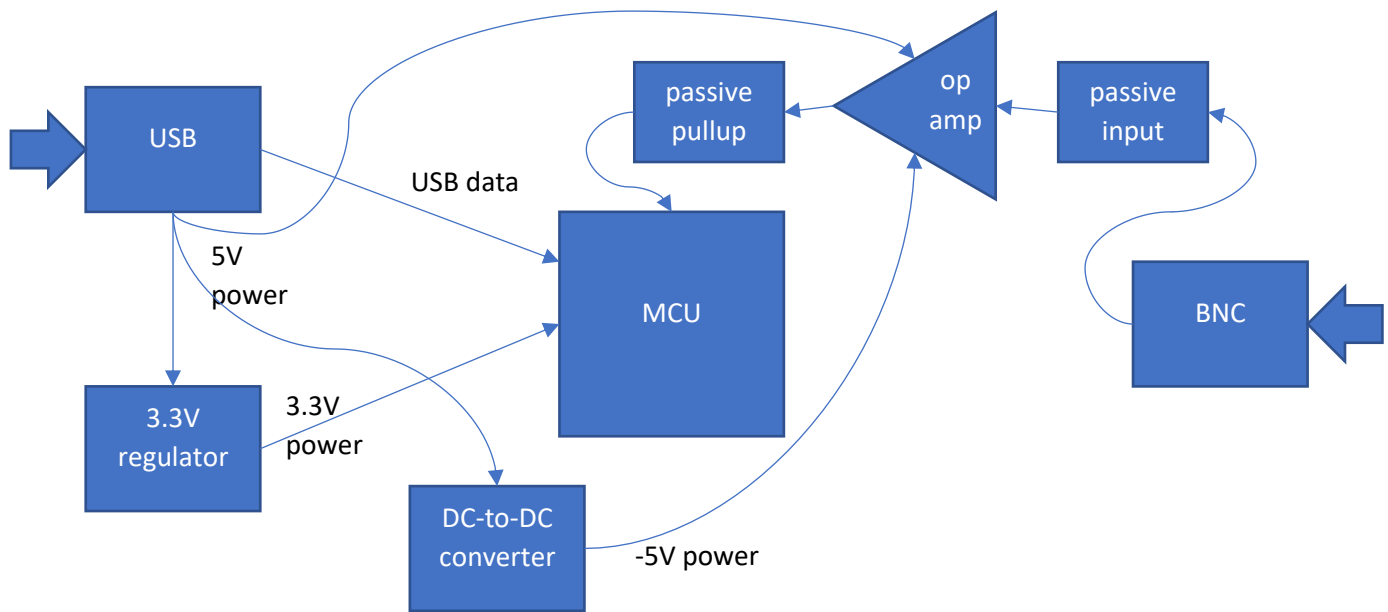 USB
passive
pullup
op
amp
passive
input
USB data
5V
power
MCU
BNC
3.3V
regulator
3.3V
power
DC-to-DC
converter
-5V power